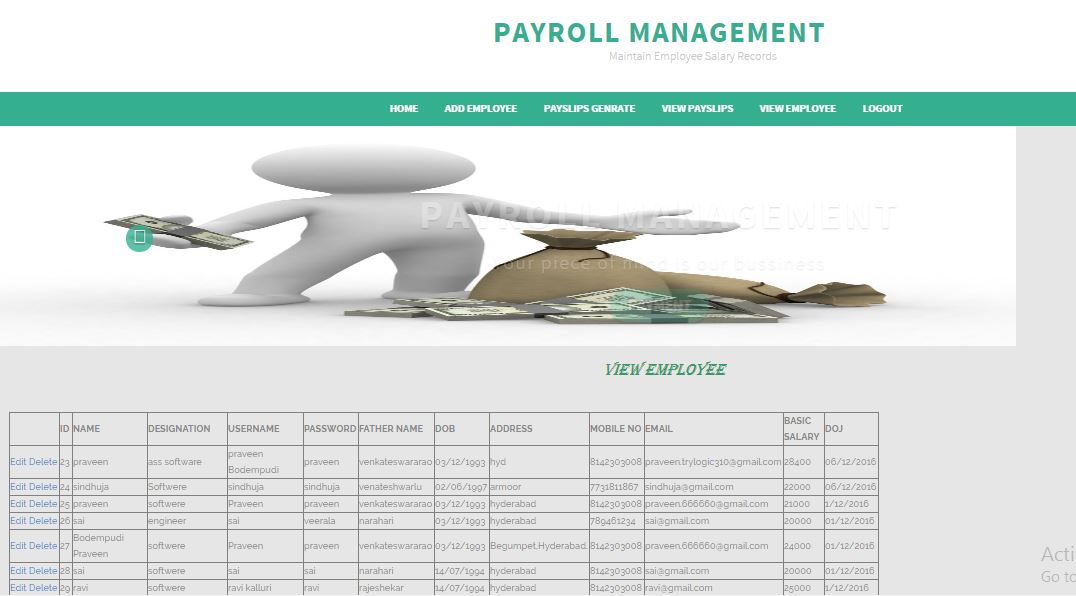 PAYROLL MANAGEMENT
Maintain Employee Salary Records
HOME ADD EMPLOYEE PAYSLIPS GENRATE VIEW PAYSLIPS VIEW EMPLOYEE LOGOUT
PAYROLL MANAGEMENT
our piece of mind is our bussiness
VIEW EMPLOYEE
ID NAME DESIGNATION USERNAME PASSWORD FATHER NAME DOB ADDRESS MOBILE NO EMAIL BASIC SALARY DOJ
Edit Delete 23 praveen ass software praveen Bodempudi praveen venkateswararao 03/12/1993 hyd 8142303008 praveen.trylogic310@gmail.com 28400 06/12/2016
Edit Delete 24 sindhuja Softwere sindhuja sindhuja venateshwarlu 02/06/1997 armoor 7731811867 sindhuja@gmail.com 22000 06/12/2016
Edit Delete 25 praveen softwere Praveen praveen venkateswararao 03/12/1993 hyderabad 8142303008 praveen.666660@gmail.com 21000 1/12/2016
Edit Delete 26 sai engineer sai veerala narahari 03/12/1993 hyderabad 789461234 sai@gmail.com 20000 01/12/2016
Edit Delete 27 Bodempudi Praveen softwere Praveen praveen venkateswararao 03/12/1993 Begumpet,Hyderabad, 8142303008 praveen.666660@gmail.com 24000 01/12/2016
Edit Delete 28 sai softwere sai sai narahari 14/07/1994 hyderabad 8142303008 sai@gmail.com 20000 01/12/2016
Edit Delete 29 ravi softwere ravi kalluri ravi rajeshekar 14/07/1994 hyderabad 8142303008 ravi@gmail.com 25000 1/12/2016
Acti
Go to